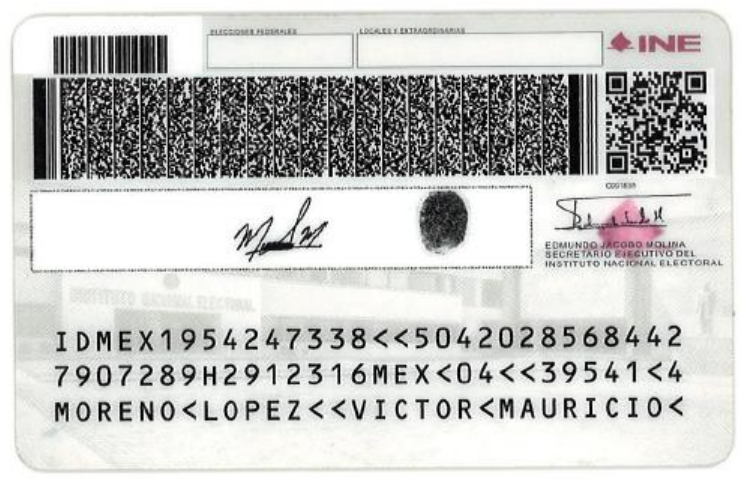 ELECCIONES FEDERALES
LOCALES Y EXTRAORDINARIAS
INE
EDMUNDO JACOBO MOLINA
SECRETARIO EJECUTIVO DEL
INSTITUTO NACIONAL ELECTORAL
INSTITUTO NACIONAL ELECTORAL
IDMEX1954247338<<5042028568442
7907289H2912316MEX<04<<39541<4
MORENO<LOPEZ<<VICTOR<MAURICIO<